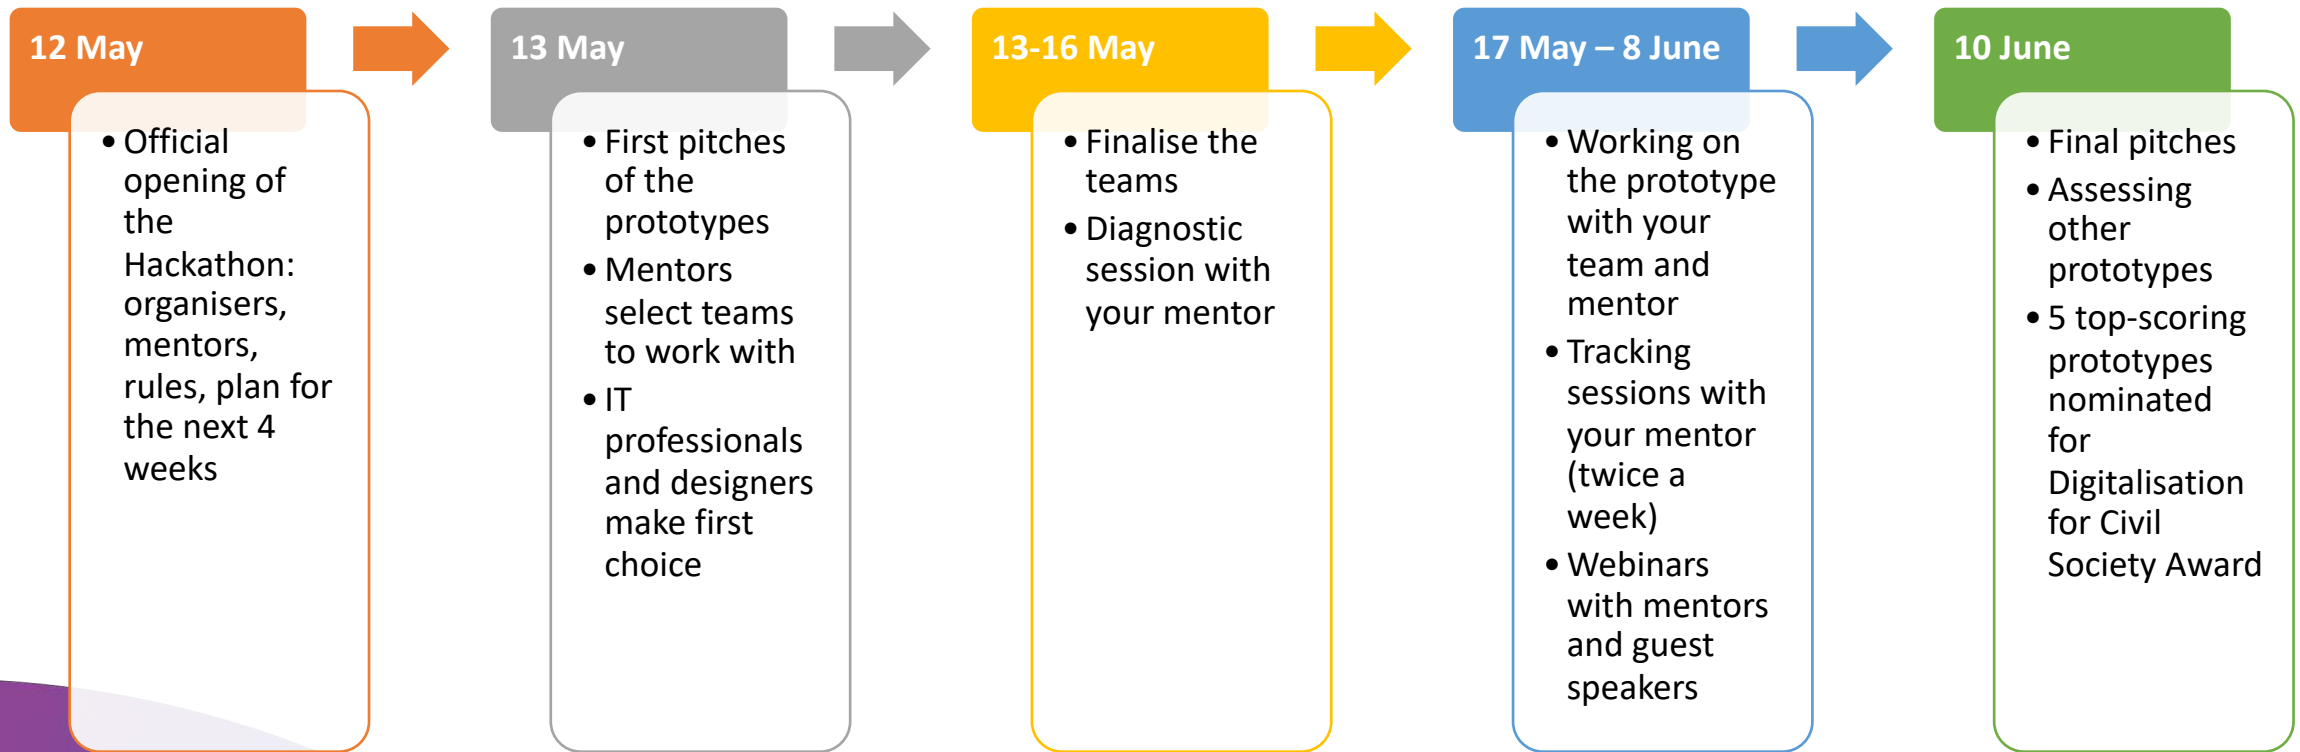 12 May
• Official
opening of
the
Hackathon:
organisers,
mentors,
rules, plan for
the next 4
weeks
13 May
• First pitches
of the
prototypes
• Mentors
select teams
to work with
• IT
professionals
and designers
make first
choice
13-16 May
• Finalise the
teams
• Diagnostic
session with
your mentor
17 May – 8 June
• Working on
the prototype
with your
team and
mentor
• Tracking
sessions with
your mentor
(twice a
week)
• Webinars
with mentors
and guest
speakers
10 June
• Final pitches
• Assessing
other
prototypes
• 5 top-scoring
prototypes
nominated
for
Digitalisation
for Civil
Society Award